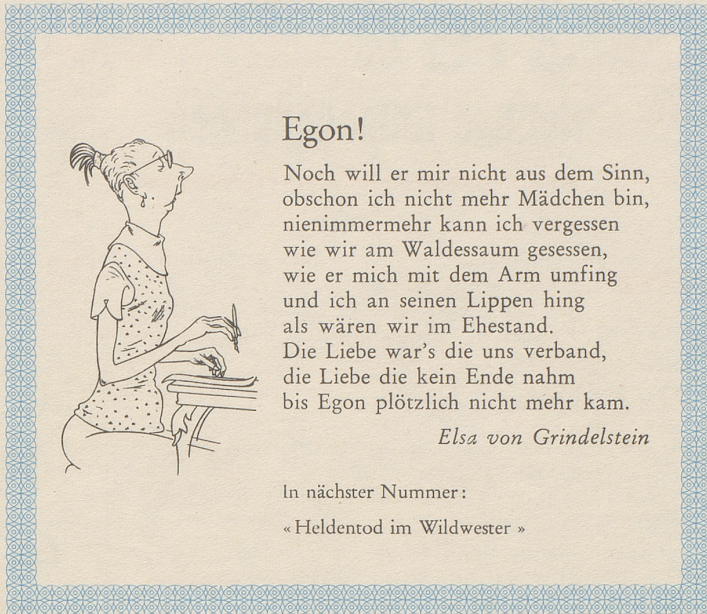 Egon!
Noch will er mir nicht aus dem Sinn,
obschon ich nicht mehr Mädchen bin,
nienimmermehr kann ich vergessen
wie wir am Waldessaum gesessen,
wie er mich mit dem Arm umfing
und ich an seinen Lippen hing
als wären wir im Ehestand.
Die Liebe war's die uns verband,
die Liebe die kein Ende nahm
bis Egon plötzlich nicht mehr kam.
Elsa von Grindelstein
In nächster Nummer:
«Heldentod im Wildwester»